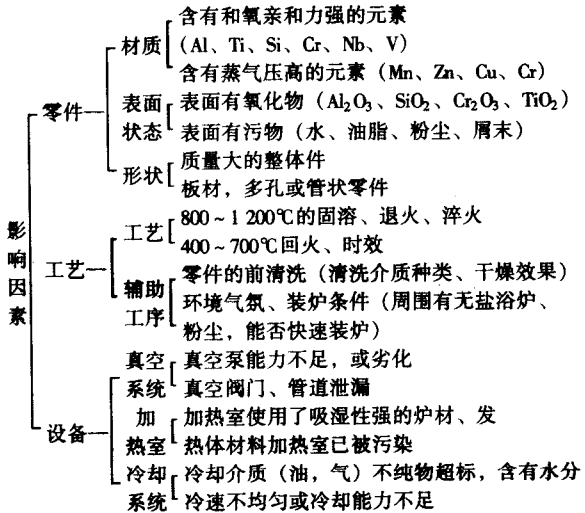 含有和氧亲和力强的元素
材质
(Al、Ti、Si、Cr、Nb、V)
含有蒸气压高的元素 (Mn、Zn、Cu、Cr)
零件
表面
状态
表面有氧化物 (Al₂O₃、SiO₂、Cr₂O₃、TiO₂)
表面有污物 (水、油脂、粉尘、屑末)
形状
质量大的整体件
板材，多孔或管状零件
影响因素
工艺
工艺
800~1 200℃的固溶、退火、淬火
400~700℃回火、时效
辅助
工序
零件的前清洗 (清洗介质种类、干燥效果)
环境气氛、装炉条件 (周围有无盐浴炉、
粉尘，能否快速装炉)
设备
真空
系统
真空泵能力不足，或劣化
真空阀门、管道泄漏
加
热室
加热室使用了吸湿性强的炉材、发
热体材料加热室已被污染
冷却
系统
冷却介质 (油，气) 不纯物超标，含有水分
冷速不均匀或冷却能力不足